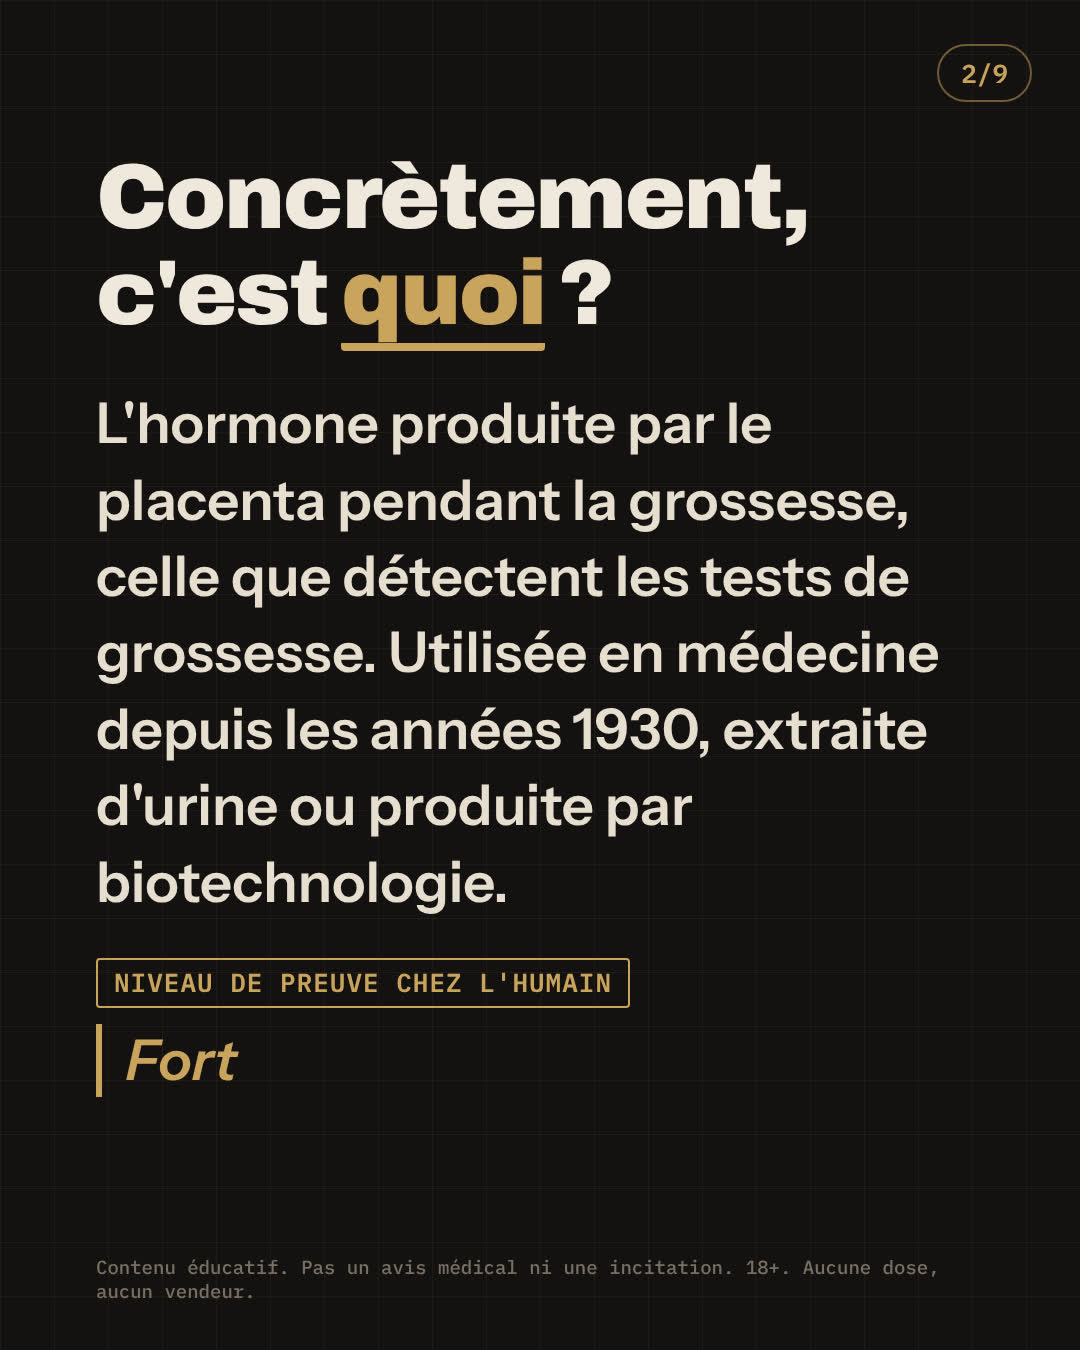 2/9
Concrètement,
c'est quoi ?
L'hormone produite par le
placenta pendant la grossesse,
celle que détectent les tests de
grossesse. Utilisée en médecine
depuis les années 1930, extraite
d'urine ou produite par
biotechnologie.
NIVEAU DE PREUVE CHEZ L'HUMAIN
Fort
Contenu éducatif. Pas un avis médical ni une incitation. 18+. Aucune dose,
aucun vendeur.